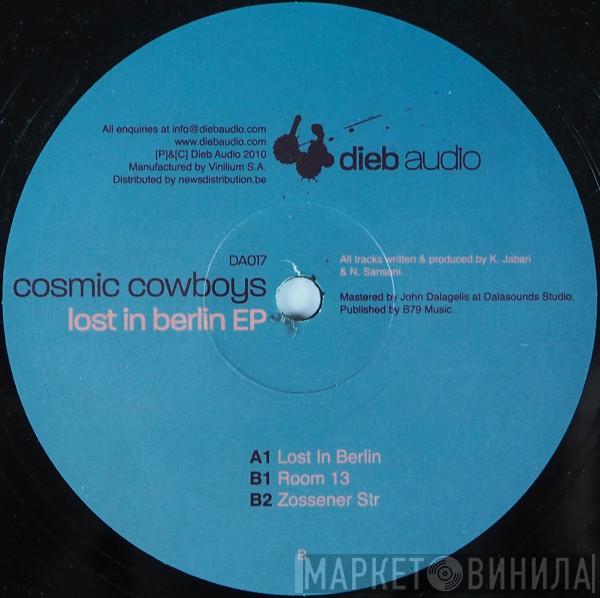 All enquiries at info@diebaudio.com
www.diebaudio.com
[P]&[C] Dieb Audio 2010
Manufactured by Vinilium S.A.
Distributed by newsdistribution.be
dieb audio
DA017
cosmic cowboys
lost in berlin EP
All tracks written & produced by K. Jabari
& N. Sansoni.
Mastered by John Dalagelis at Dalasounds Studio.
Published by B79 Music.
A1 Lost In Berlin
B1 Room 13
B2 Zossener Str
B
МАРКЕТ ВИНИЛА